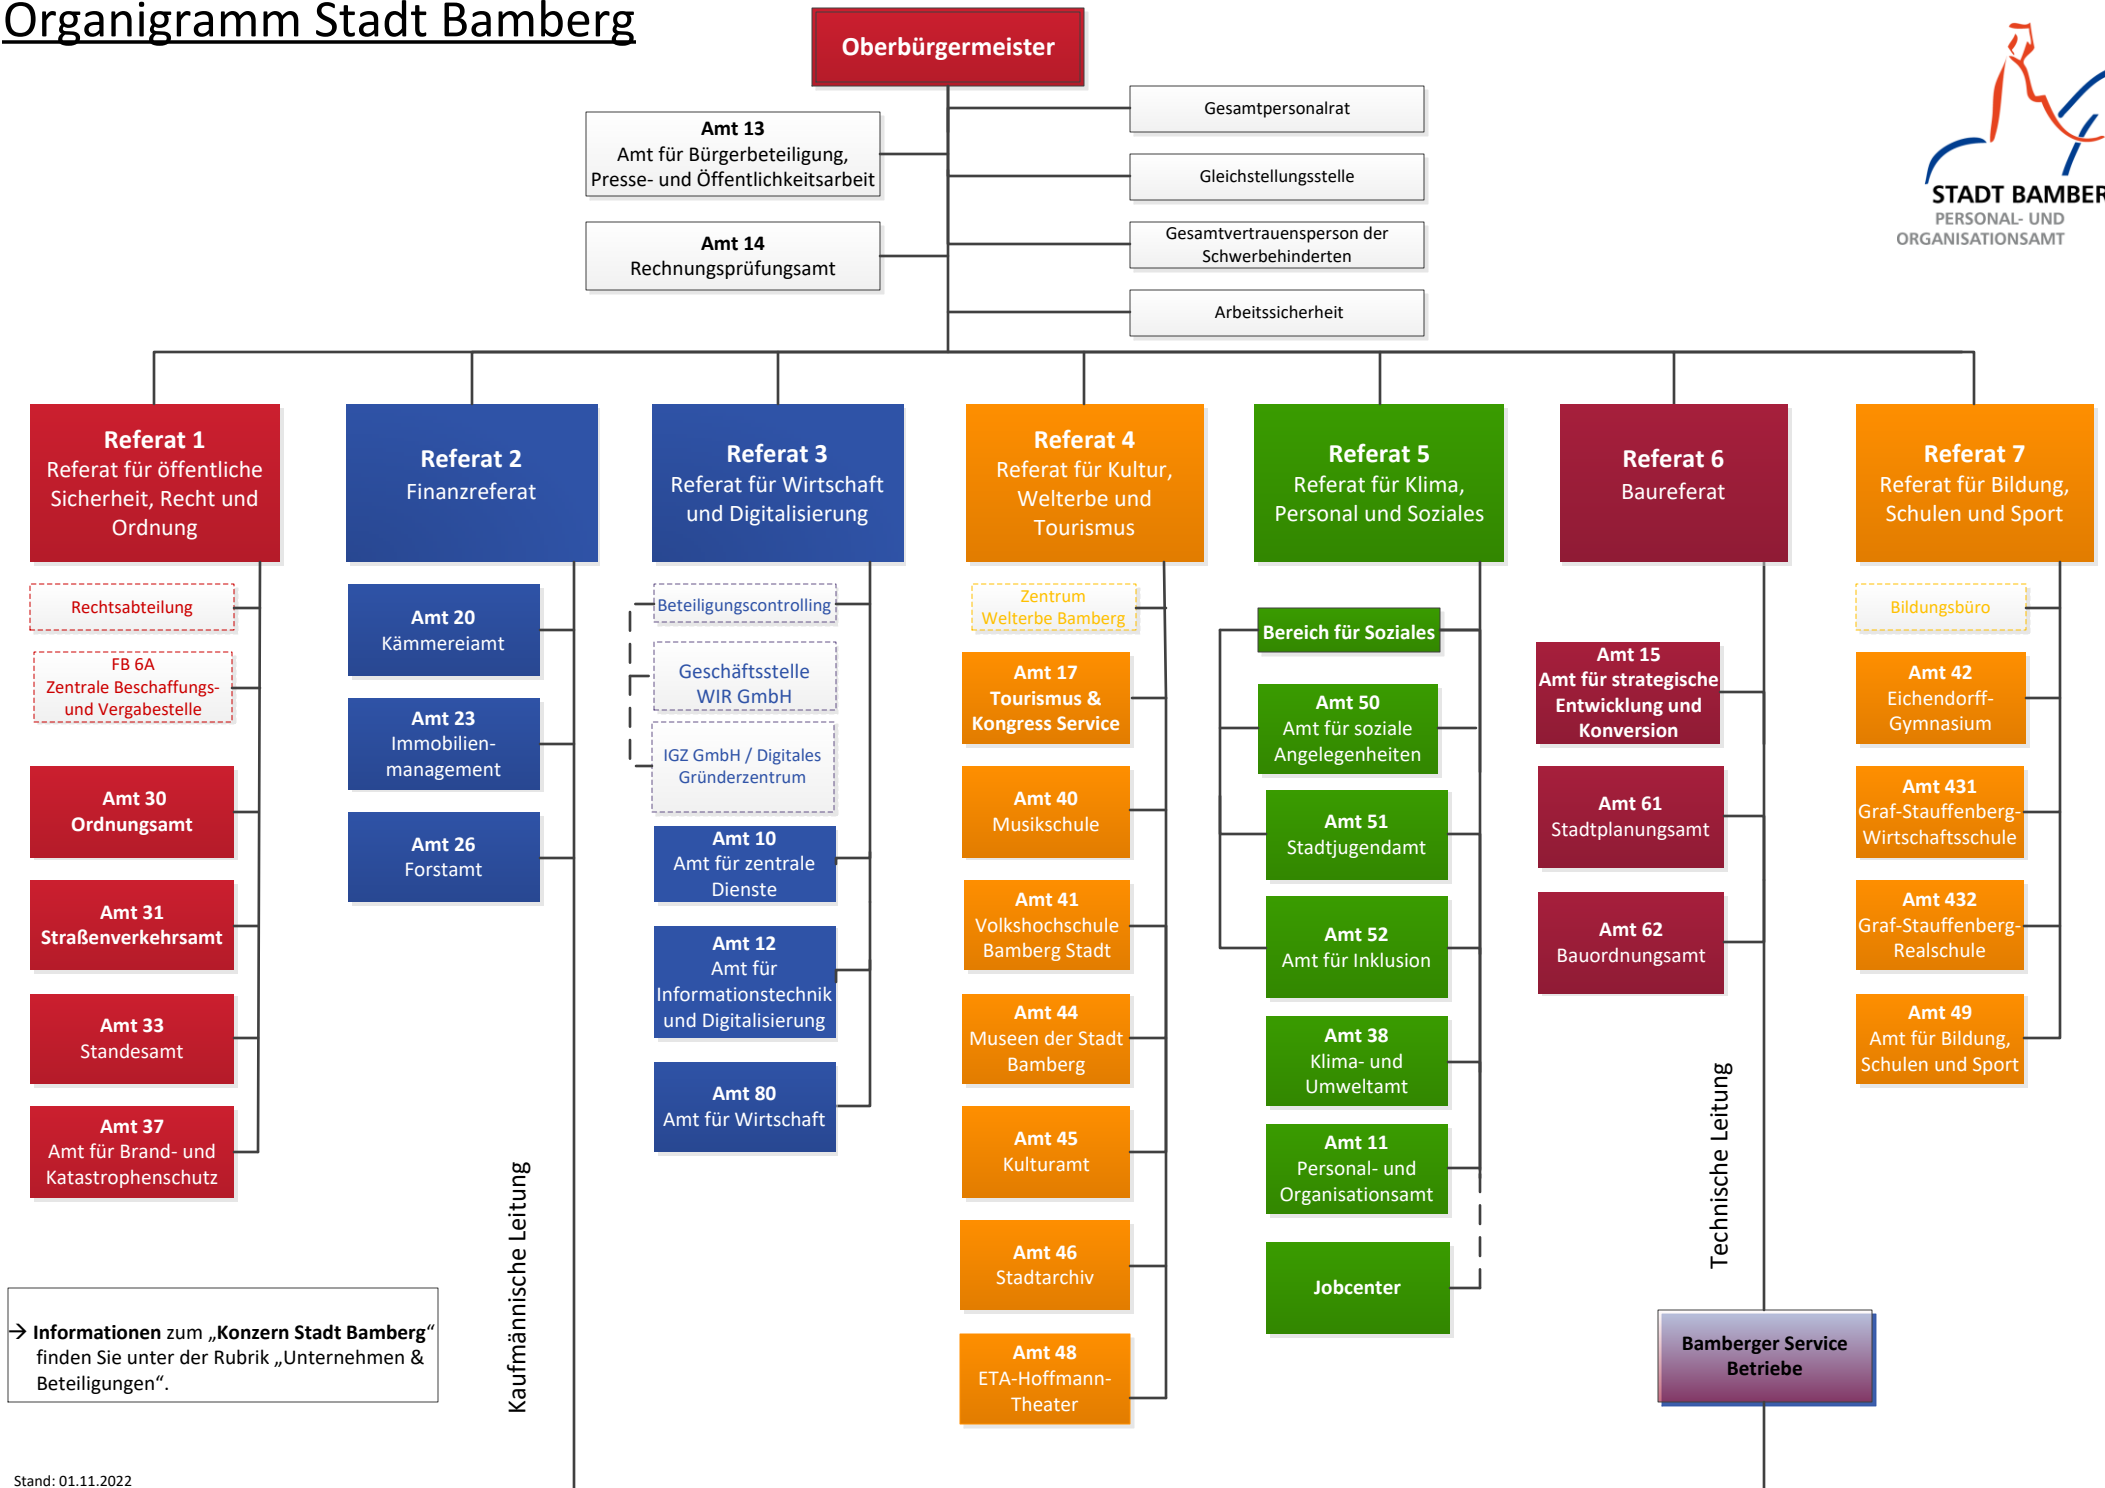 Organigramm Stadt Bamberg
Oberbürgermeister
Amt 13
Amt für Bürgerbeteiligung,
Presse- und Öffentlichkeitsarbeit
Amt 14
Rechnungsprüfungsamt
Gesamtpersonalrat
Gleichstellungsstelle
Gesamtvertrauensperson der
Schwerbehinderten
Arbeitssicherheit
STADT BAMBER
PERSONAL- UND
ORGANISATIONSAMT
Referat 1
Referat für öffentliche
Sicherheit, Recht und
Ordnung
Rechtsabteilung
FB 6A
Zentrale Beschaffungs-
und Vergabestelle
Amt 30
Ordnungsamt
Amt 31
Straßenverkehrsamt
Amt 33
Standesamt
Amt 37
Amt für Brand- und
Katastrophenschutz
Referat 2
Finanzreferat
Amt 20
Kämmereiamt
Amt 23
Immobilien-
management
Amt 26
Forstamt
Kaufmännische Leitung
Referat 3
Referat für Wirtschaft
und Digitalisierung
Beteiligungscontrolling
Geschäftsstelle
WIR GmbH
IGZ GmbH / Digitales
Gründerzentrum
Amt 10
Amt für zentrale
Dienste
Amt 12
Amt für
Informationstechnik
und Digitalisierung
Amt 80
Amt für Wirtschaft
Referat 4
Referat für Kultur,
Welterbe und
Tourismus
Zentrum
Welterbe Bamberg
Amt 17
Tourismus &
Kongress Service
Amt 40
Musikschule
Amt 41
Volkshochschule
Bamberg Stadt
Amt 44
Museen der Stadt
Bamberg
Amt 45
Kulturamt
Amt 46
Stadtarchiv
Amt 48
ETA-Hoffmann-
Theater
Referat 5
Referat für Klima,
Personal und Soziales
Bereich für Soziales
Amt 50
Amt für soziale
Angelegenheiten
Amt 51
Stadtjugendamt
Amt 52
Amt für Inklusion
Amt 38
Klima- und
Umweltamt
Amt 11
Personal- und
Organisationsamt
Jobcenter
Referat 6
Baureferat
Amt 15
Amt für strategische
Entwicklung und
Konversion
Amt 61
Stadtplanungsamt
Amt 62
Bauordnungsamt
Technische Leitung
Bamberger Service
Betriebe
Referat 7
Referat für Bildung,
Schulen und Sport
Bildungsbüro
Amt 42
Eichendorff-
Gymnasium
Amt 431
Graf-Stauffenberg-
Wirtschaftsschule
Amt 432
Graf-Stauffenberg-
Realschule
Amt 49
Amt für Bildung,
Schulen und Sport
→ Informationen zum „Konzern Stadt Bamberg“
finden Sie unter der Rubrik „Unternehmen &
Beteiligungen“.
Stand: 01.11.2022